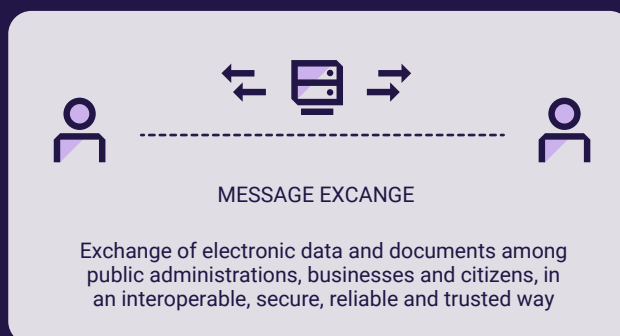 MESSAGE EXCANGE
Exchange of electronic data and documents among
public administrations, businesses and citizens, in
an interoperable, secure, reliable and trusted way